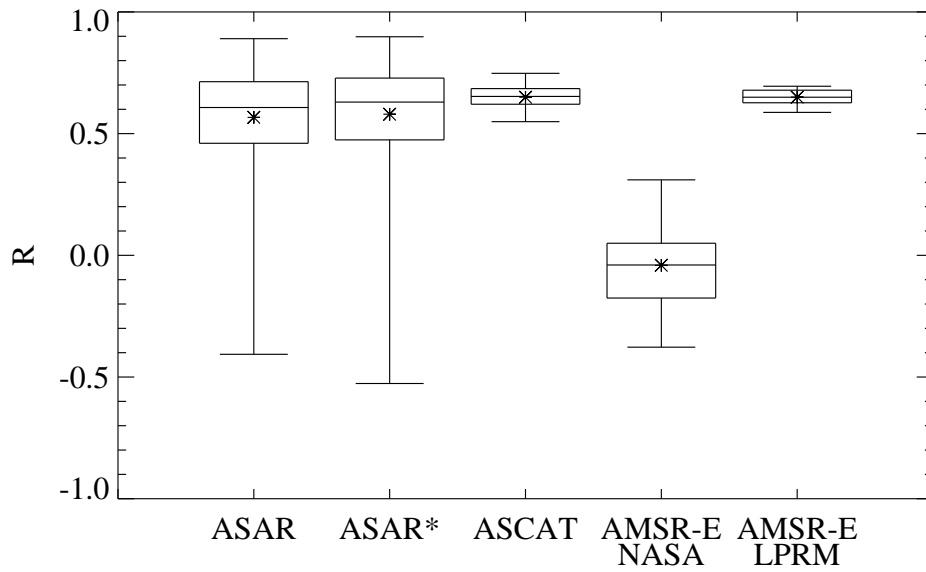 1.0
0.5
0.0
-0.5
-1.0
R
ASAR
ASAR*
ASCAT
AMSR-E
NASA
AMSR-E
LPRM